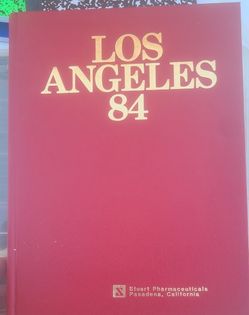 LOS
ANGELES
84
Stuart Pharmaceuticals
Pasadena, California